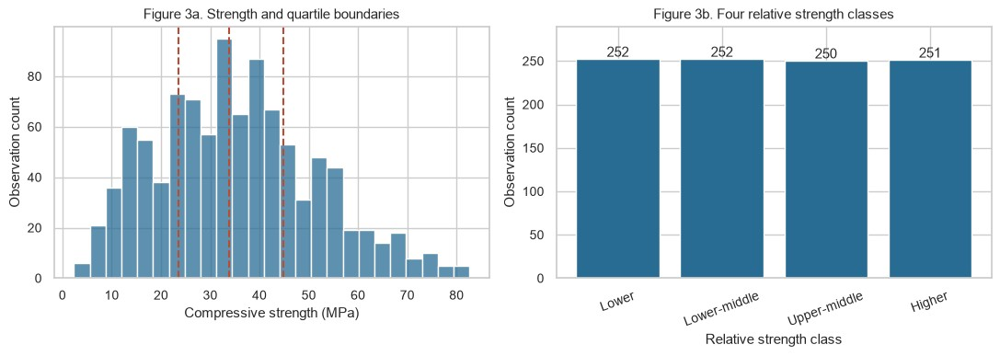 Figure 3a. Strength and quartile boundaries
Observation count
80
60
40
20
0
0 10 20 30 40 50 60 70 80
Compressive strength (MPa)
Figure 3b. Four relative strength classes
Observation count
250
200
150
100
50
0
252 252 250 251
Lower Lower-middle Upper-middle Higher
Relative strength class